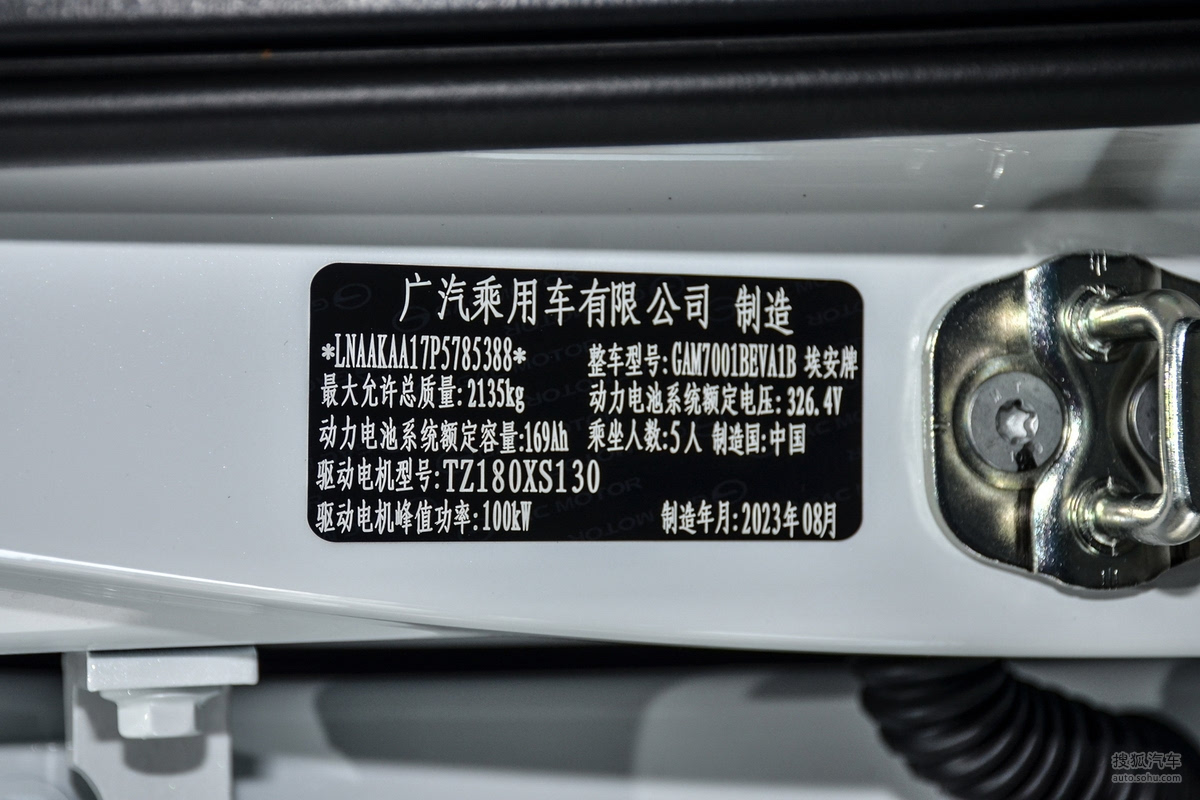 广汽乘用车有限公司 制造
*LNAAKAA17P5785388* 整车型号:GAM7001BEVA1B 埃安牌
最大允许总质量:2135kg 动力电池系统额定电压:326.4V
动力电池系统额定容量:169Ah 乘坐人数:5人 制造国:中国
驱动电机型号:TZ180XS130
驱动电机峰值功率:100kW 制造年月:2023年08月
搜狐汽车
auto.sohu.com